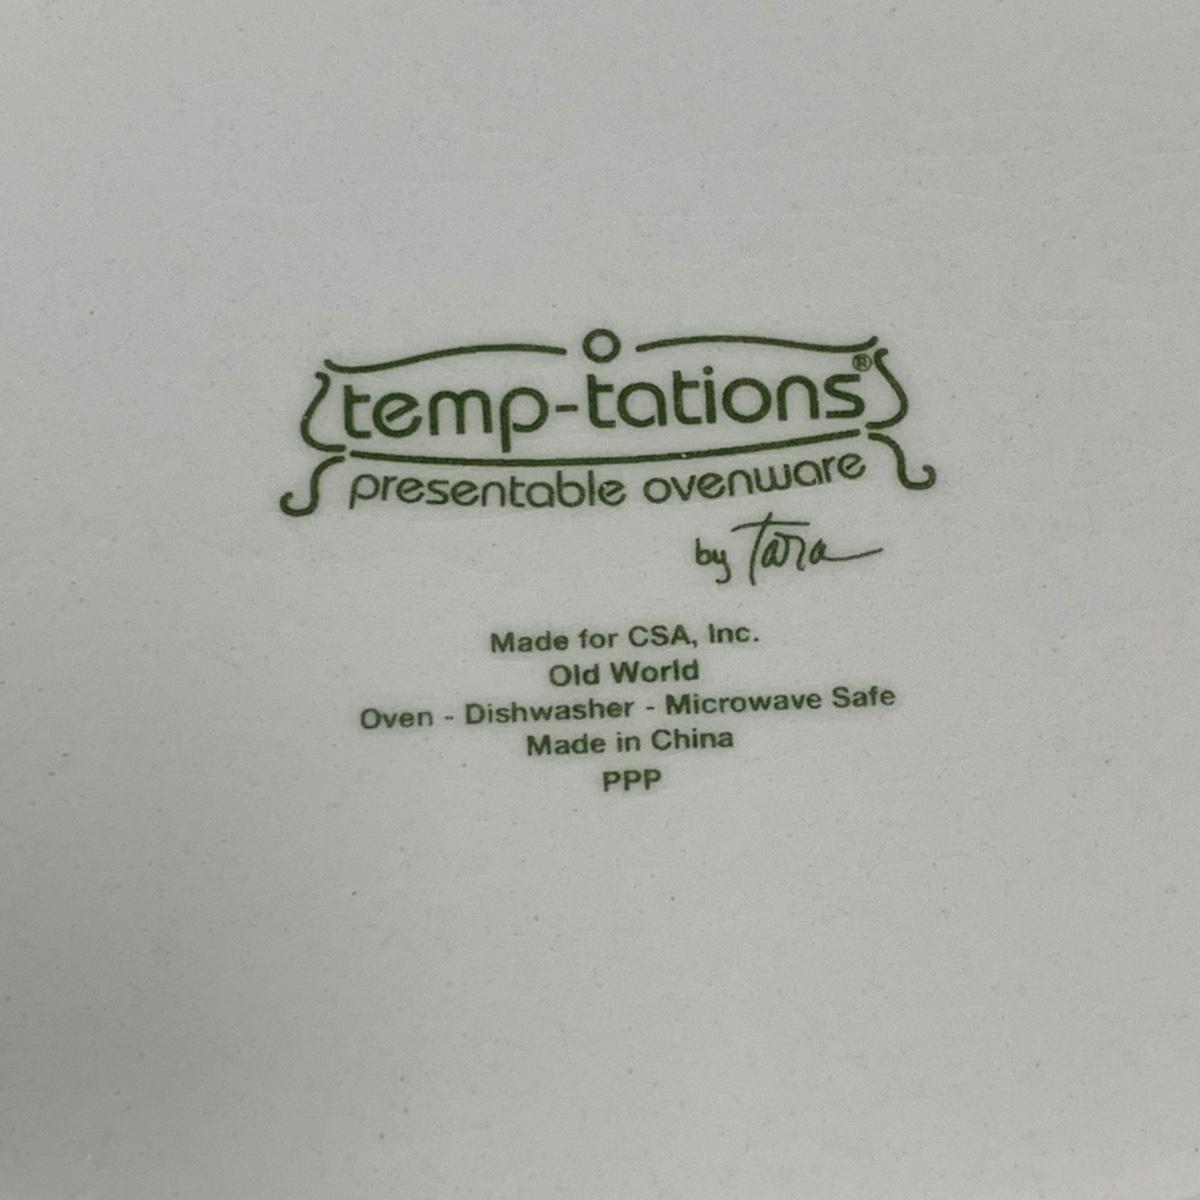 temp-tations®
presentable ovenware
by Tara
Made for CSA, Inc.
Old World
Oven - Dishwasher - Microwave Safe
Made in China
PPP